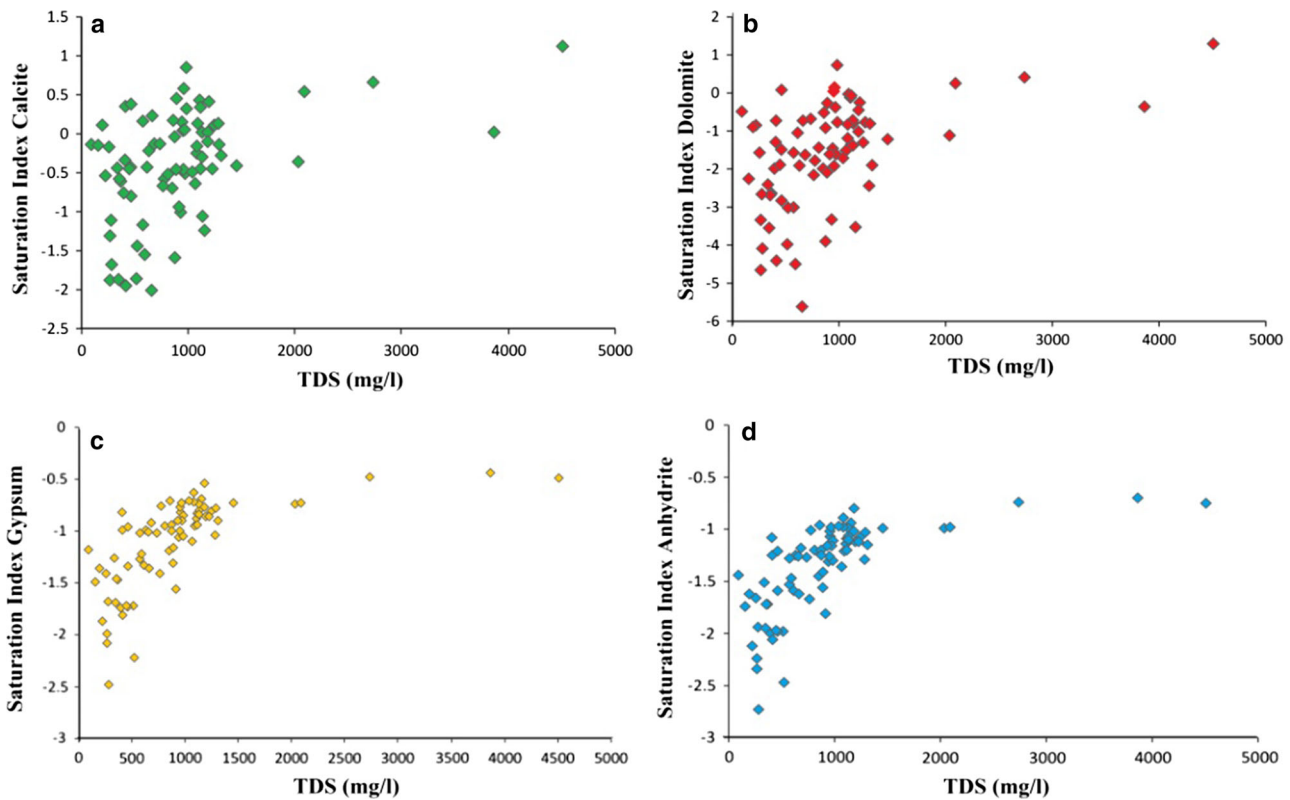 a
Saturation Index Calcite
1.5
1
0.5
0
-0.5
-1
-1.5
-2
-2.5
0 1000 2000 3000 4000 5000
TDS (mg/l)
b
Saturation Index Dolomite
2
1
0
-1
-2
-3
-4
-5
-6
0 1000 2000 3000 4000 5000
TDS (mg/l)
c
Saturation Index Gypsum
0
-0.5
-1
-1.5
-2
-2.5
-3
0 500 1000 1500 2000 2500 3000 3500 4000 4500 5000
TDS (mg/l)
d
Saturation Index Anhydrite
0
-0.5
-1
-1.5
-2
-2.5
-3
0 1000 2000 3000 4000 5000
TDS (mg/l)